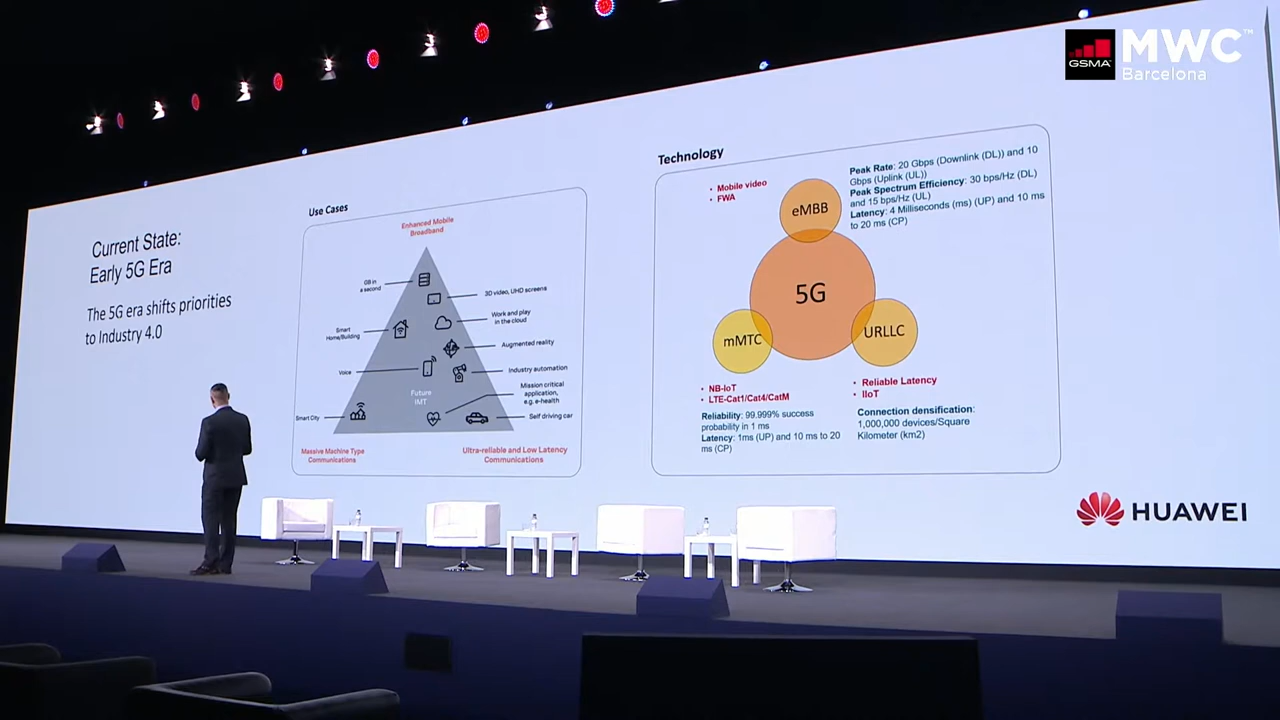 GSMA
MWC™
Barcelona
Current State:
Early 5G Era
The 5G era shifts priorities
to Industry 4.0
Use Cases
Enhanced Mobile
Broadband
GB in
a second
3D video, UHD screens
Work and play
in the cloud
Smart
Home/Building
Augmented reality
Voice
Industry automation
Future
IMT
Mission critical
application,
e.g. e-health
Smart City
Self driving car
Massive Machine Type
Communications
Ultra-reliable and Low Latency
Communications
Technology
• Mobile video
• FWA
eMBB
Peak Rate: 20 Gbps (Downlink (DL)) and 10
Gbps (Uplink (UL))
Peak Spectrum Efficiency: 30 bps/Hz (DL)
and 15 bps/Hz (UL)
Latency: 4 Milliseconds (ms) (UP) and 10 ms
to 20 ms (CP)
5G
mMTC
URLLC
• NB-IoT
• LTE-Cat1/Cat4/CatM
Reliability: 99.999% success
probability in 1 ms
Latency: 1ms (UP) and 10 ms to 20
ms (CP)
• Reliable Latency
• IIoT
Connection densification:
1,000,000 devices/Square
Kilometer (km2)
HUAWEI